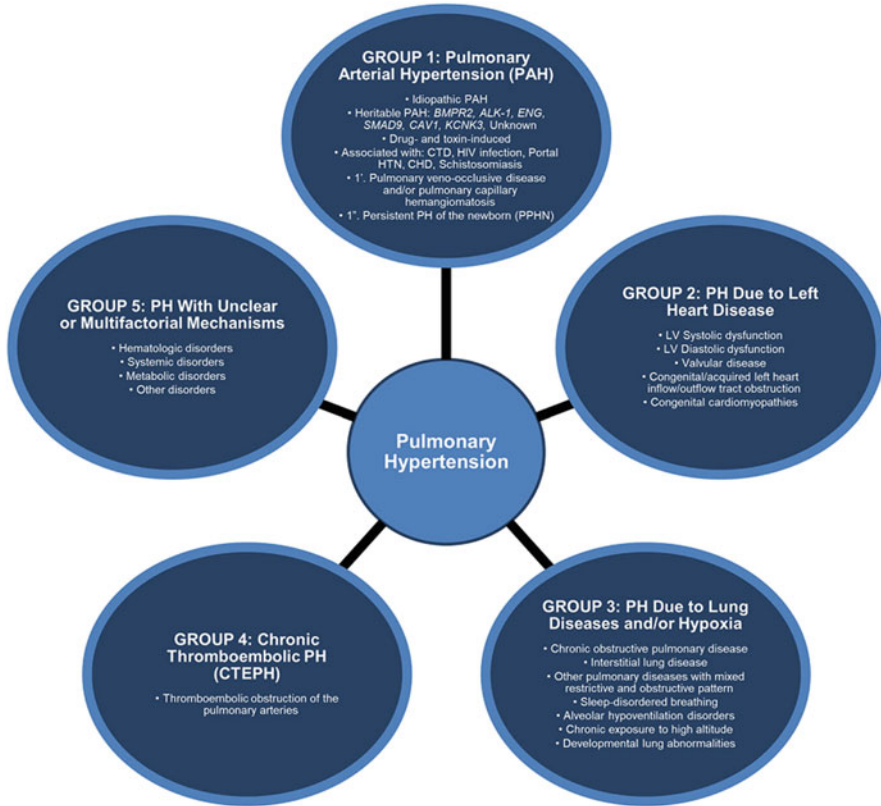 GROUP 1: Pulmonary
Arterial Hypertension (PAH)
• Idiopathic PAH
• Heritable PAH: BMPR2, ALK-1, ENG,
SMAD9, CAV1, KCNK3, Unknown
• Drug- and toxin-induced
• Associated with: CTD, HIV infection, Portal
HTN, CHD, Schistosomiasis
• 1'. Pulmonary veno-occlusive disease
and/or pulmonary capillary
hemangiomatosis
• 1". Persistent PH of the newborn (PPHN)
GROUP 2: PH Due to Left
Heart Disease
• LV Systolic dysfunction
• LV Diastolic dysfunction
• Valvular disease
• Congenital/acquired left heart
inflow/outflow tract obstruction
• Congenital cardiomyopathies
GROUP 3: PH Due to Lung
Diseases and/or Hypoxia
• Chronic obstructive pulmonary disease
• Interstitial lung disease
• Other pulmonary diseases with mixed
restrictive and obstructive pattern
• Sleep-disordered breathing
• Alveolar hypoventilation disorders
• Chronic exposure to high altitude
• Developmental lung abnormalities
GROUP 4: Chronic
Thromboembolic PH
(CTEPH)
• Thromboembolic obstruction of the
pulmonary arteries
GROUP 5: PH With Unclear
or Multifactorial Mechanisms
• Hematologic disorders
• Systemic disorders
• Metabolic disorders
• Other disorders
Pulmonary
Hypertension